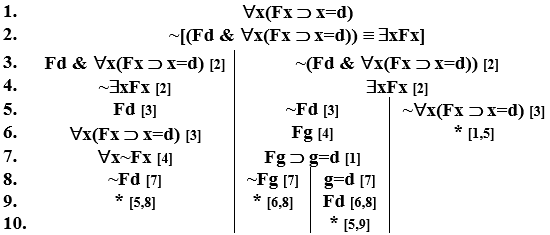 1. ∀x(Fx ⊃ x=d)
2. ~[(Fd & ∀x(Fx ⊃ x=d)) ≡ ∃xFx]
3. Fd & ∀x(Fx ⊃ x=d) [2] ~(Fd & ∀x(Fx ⊃ x=d)) [2]
4. ~∃xFx [2] ∃xFx [2]
5. Fd [3] ~Fd [3] ~∀x(Fx ⊃ x=d) [3]
6. ∀x(Fx ⊃ x=d) [3] Fg [4] * [1,5]
7. ∀x~Fx [4] Fg ⊃ g=d [1]
8. ~Fd [7] ~Fg [7] g=d [7]
9. * [5,8] * [6,8] Fd [6,8]
10. * [5,9]